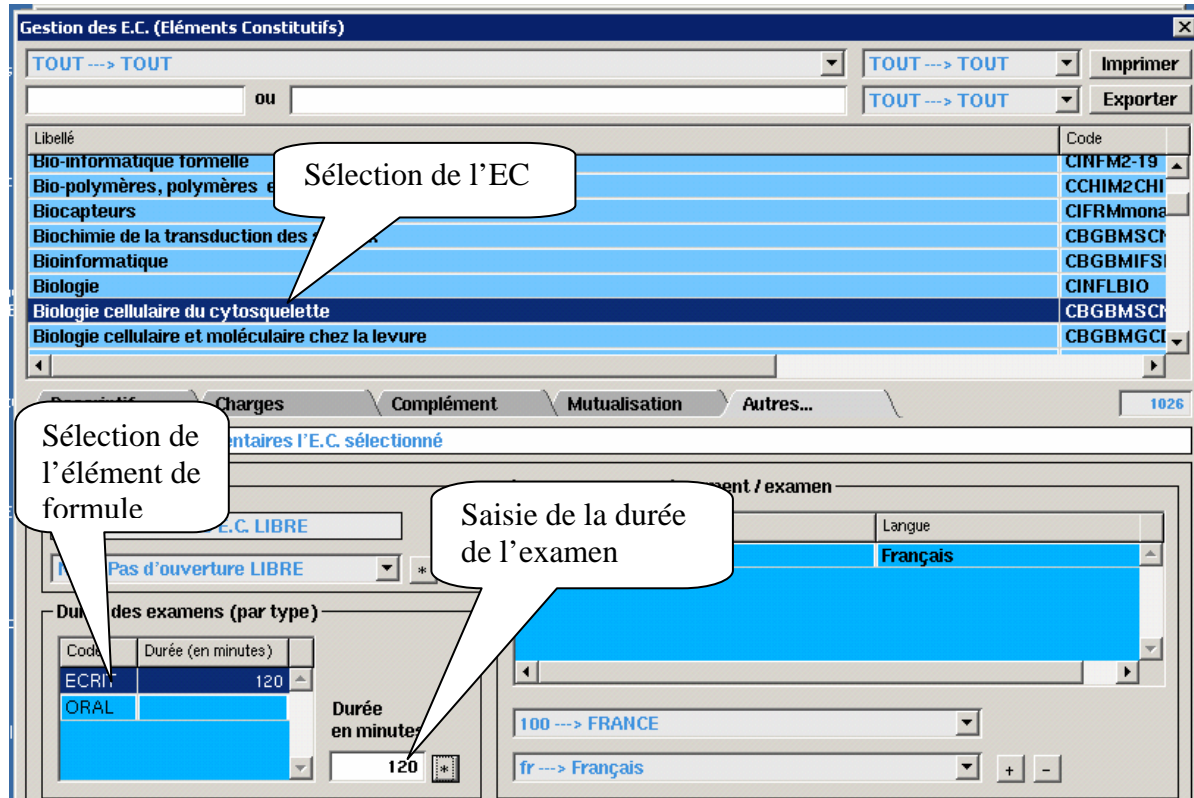 Gestion des E.C. (Eléments Constitutifs)
TOUT ---> TOUT TOUT ---> TOUT Imprimer
ou TOUT ---> TOUT Exporter
Libellé Code
Bio-informatique formelle CINFM2-19
Bio-polymères, polymères CCHIM2CHI
Sélection de l'EC
Biocapteurs CIFRMmona
Biochimie de la transduction des CBGBMSCN
Bioinformatique CBGBMIFSI
Biologie CINFLBIO
Biologie cellulaire du cytosquelette CBGBMSCN
Biologie cellulaire et moléculaire chez la levure CBGBMGCI
Charges Complément Mutualisation Autres... 1026
Sélection de
l'élément de
formule
l'E.C. sélectionné
/ examen
Saisie de la durée
de l'examen
E.C. LIBRE
Langue
Français
Pas d'ouverture LIBRE *
des examens (par type)
Code Durée (en minutes)
ECRIT 120
ORAL
Durée
en minutes
120 *
100 ---> FRANCE
fr ---> Français + -